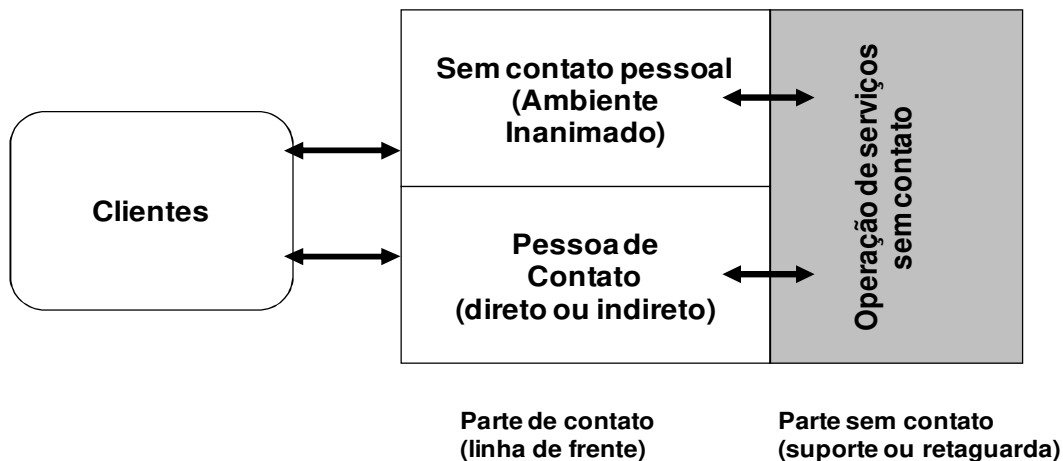 Clientes
Sem contato pessoal
(Ambiente
Inanimado)
Pessoa de
Contato
(direto ou indireto)
Operação de serviços
sem contato
Parte de contato
(linha de frente)
Parte sem contato
(suporte ou retaguarda)